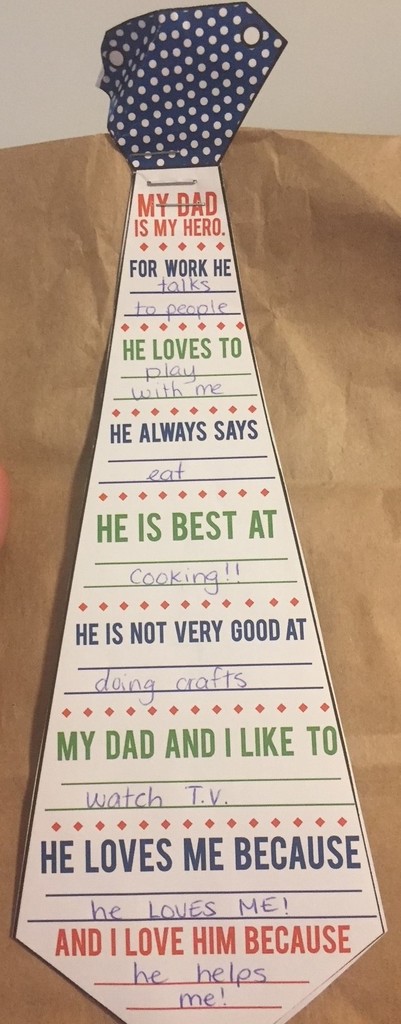 MY DAD
IS MY HERO.
FOR WORK HE
talks
to people
HE LOVES TO
play
with me
HE ALWAYS SAYS
eat
HE IS BEST AT
cooking!!
HE IS NOT VERY GOOD AT
doing crafts
MY DAD AND I LIKE TO
watch T.V.
HE LOVES ME BECAUSE
he LOVES ME!
AND I LOVE HIM BECAUSE
he helps
me!